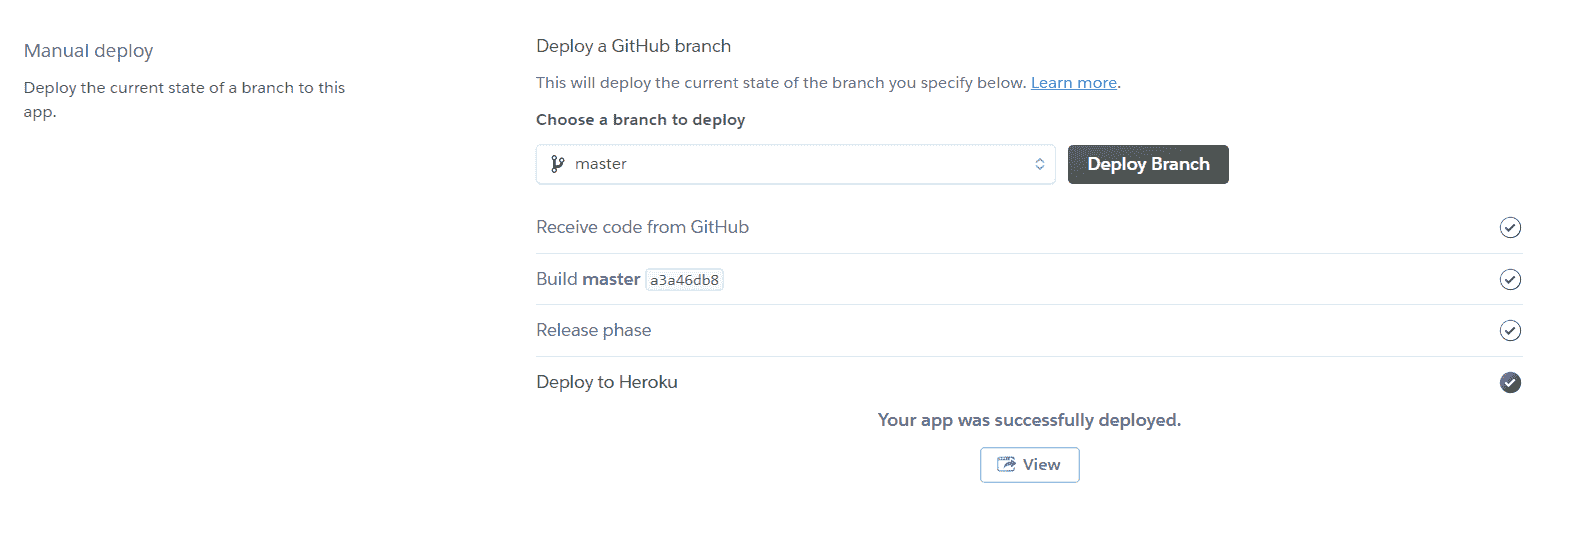 Manual deploy
Deploy the current state of a branch to this
app.
Deploy a GitHub branch
This will deploy the current state of the branch you specify below. Learn more.
Choose a branch to deploy
master
Deploy Branch
Receive code from GitHub
Build master a3a46db8
Release phase
Deploy to Heroku
Your app was successfully deployed.
View